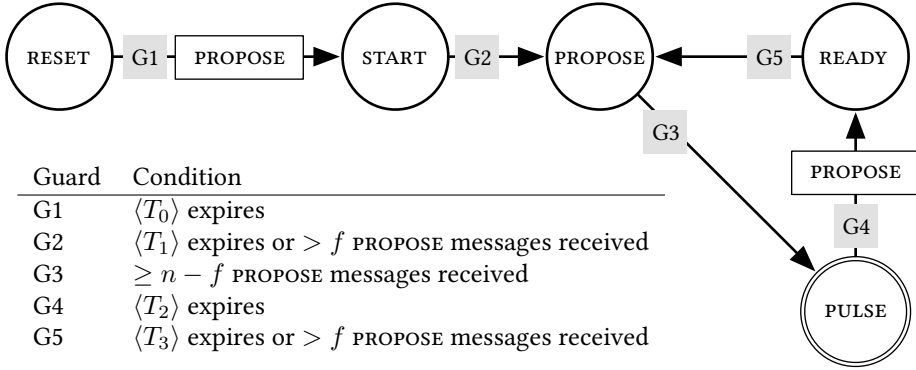 RESET G1 PROPOSE START G2 PROPOSE G5 READY
G3
PROPOSE
G4
PULSE
Guard Condition
G1 ⟨T₀⟩ expires
G2 ⟨T₁⟩ expires or > f PROPOSE messages received
G3 ≥ n − f PROPOSE messages received
G4 ⟨T₂⟩ expires
G5 ⟨T₃⟩ expires or > f PROPOSE messages received